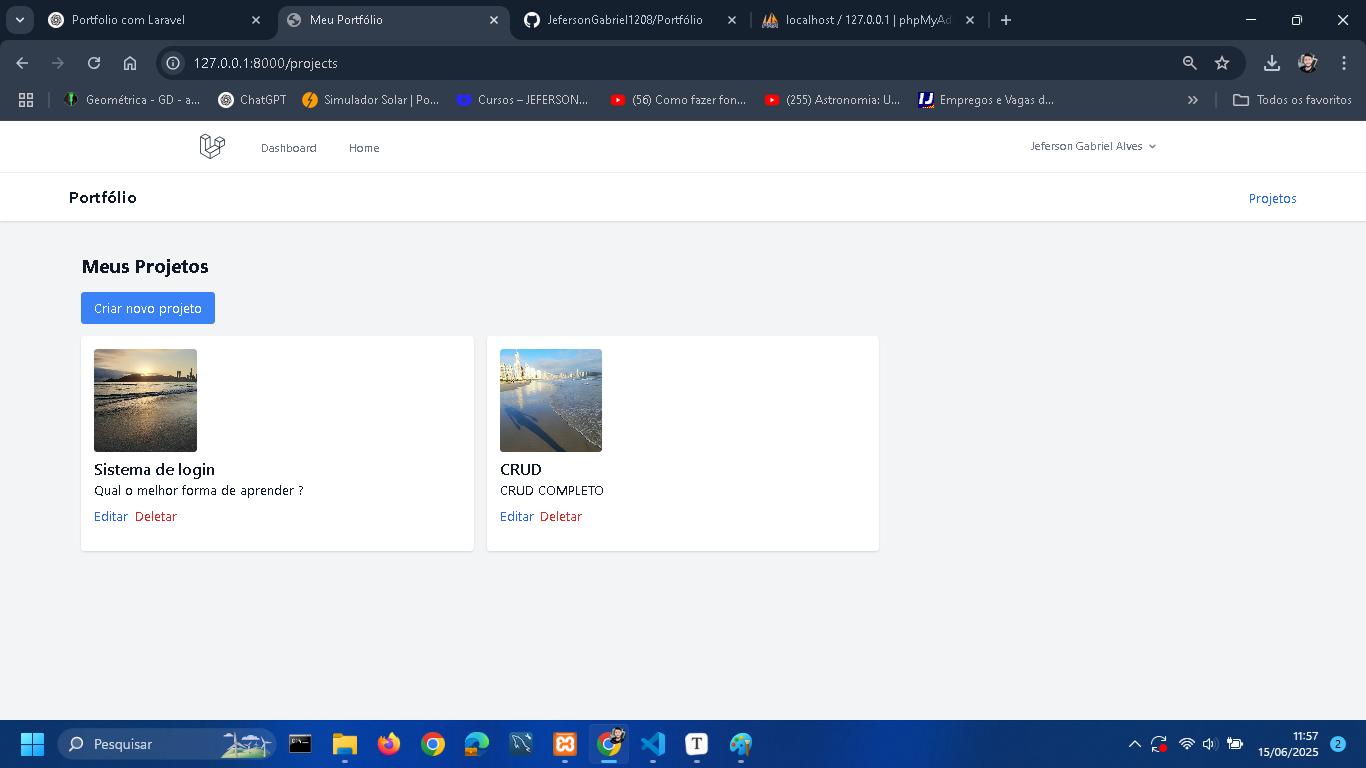 Portfolio com Laravel
Meu Portfólio
JefersonGabriel1208/Portfólio
localhost / 127.0.0.1 | phpMyAd
127.0.0.1:8000/projects
Geométrica - GD - a...
ChatGPT
Simulador Solar | Po...
Cursos – JEFERSON...
(56) Como fazer fon...
(255) Astronomia: U...
Empregos e Vagas d...
Todos os favoritos
Dashboard
Home
Jeferson Gabriel Alves
Portfólio
Projetos
Meus Projetos
Criar novo projeto
Sistema de login
Qual o melhor forma de aprender ?
Editar Deletar
CRUD
CRUD COMPLETO
Editar Deletar
Pesquisar
T
11:57
15/06/2025
2